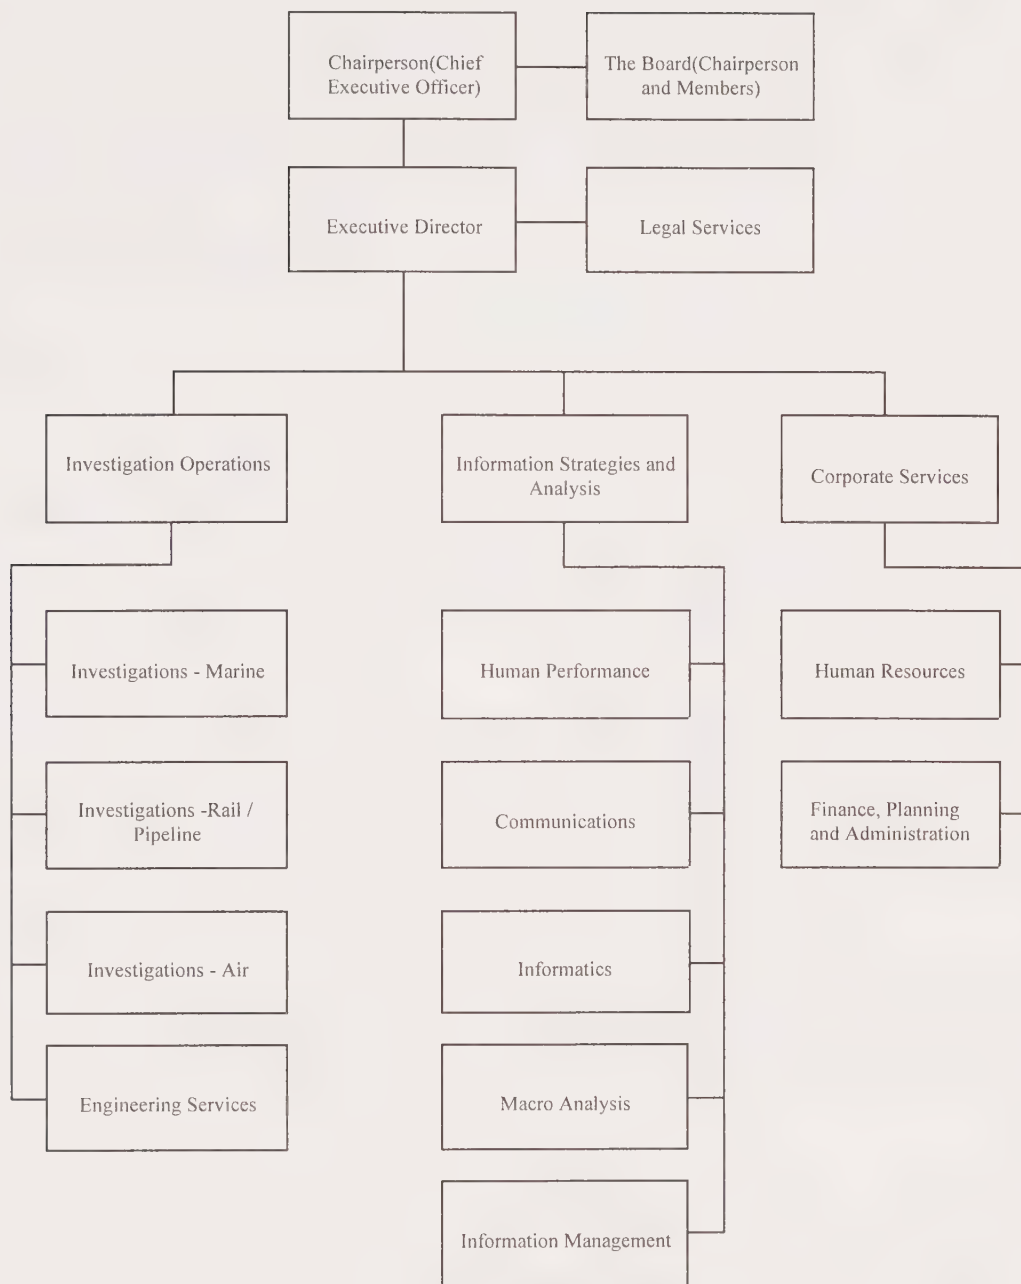 Chairperson(Chief
Executive Officer)
The Board(Chairperson
and Members)
Executive Director
Legal Services
Investigation Operations
Information Strategies and
Analysis
Corporate Services
Investigations - Marine
Human Performance
Human Resources
Investigations -Rail /
Pipeline
Communications
Finance, Planning
and Administration
Investigations - Air
Informatics
Engineering Services
Macro Analysis
Information Management